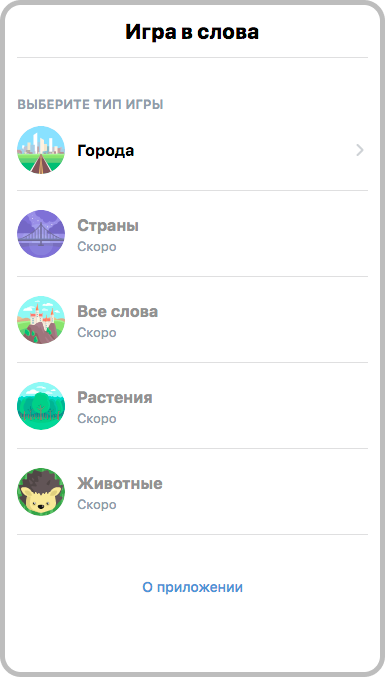 Игра в слова
ВЫБЕРИТЕ ТИП ИГРЫ
Города
Страны
Скоро
Все слова
Скоро
Растения
Скоро
Животные
Скоро
О приложении